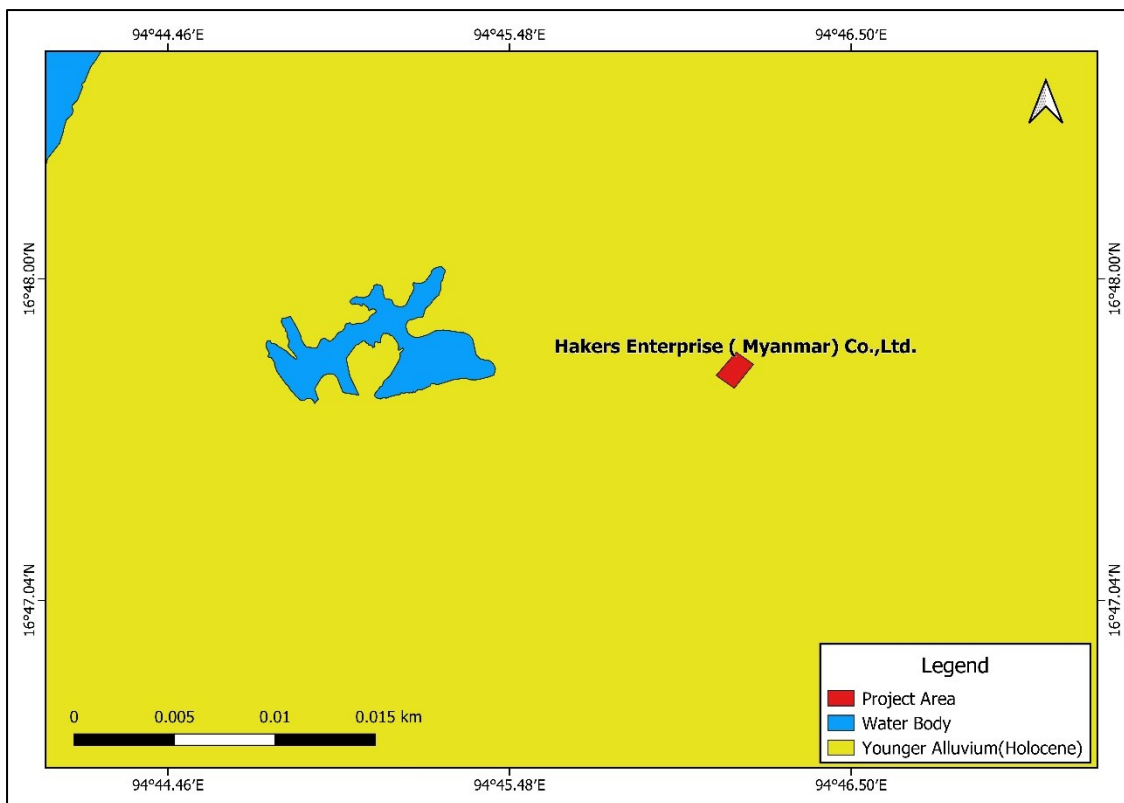 94°44.46′E 94°45.48′E 94°46.50′E
16°48.00′N 16°48.00′N
Hakers Enterprise ( Myanmar) Co.,Ltd.
16°47.04′N 16°47.04′N
Legend
Project Area
Water Body
Younger Alluvium(Holocene)
0 0.005 0.01 0.015 km
94°44.46′E 94°45.48′E 94°46.50′E